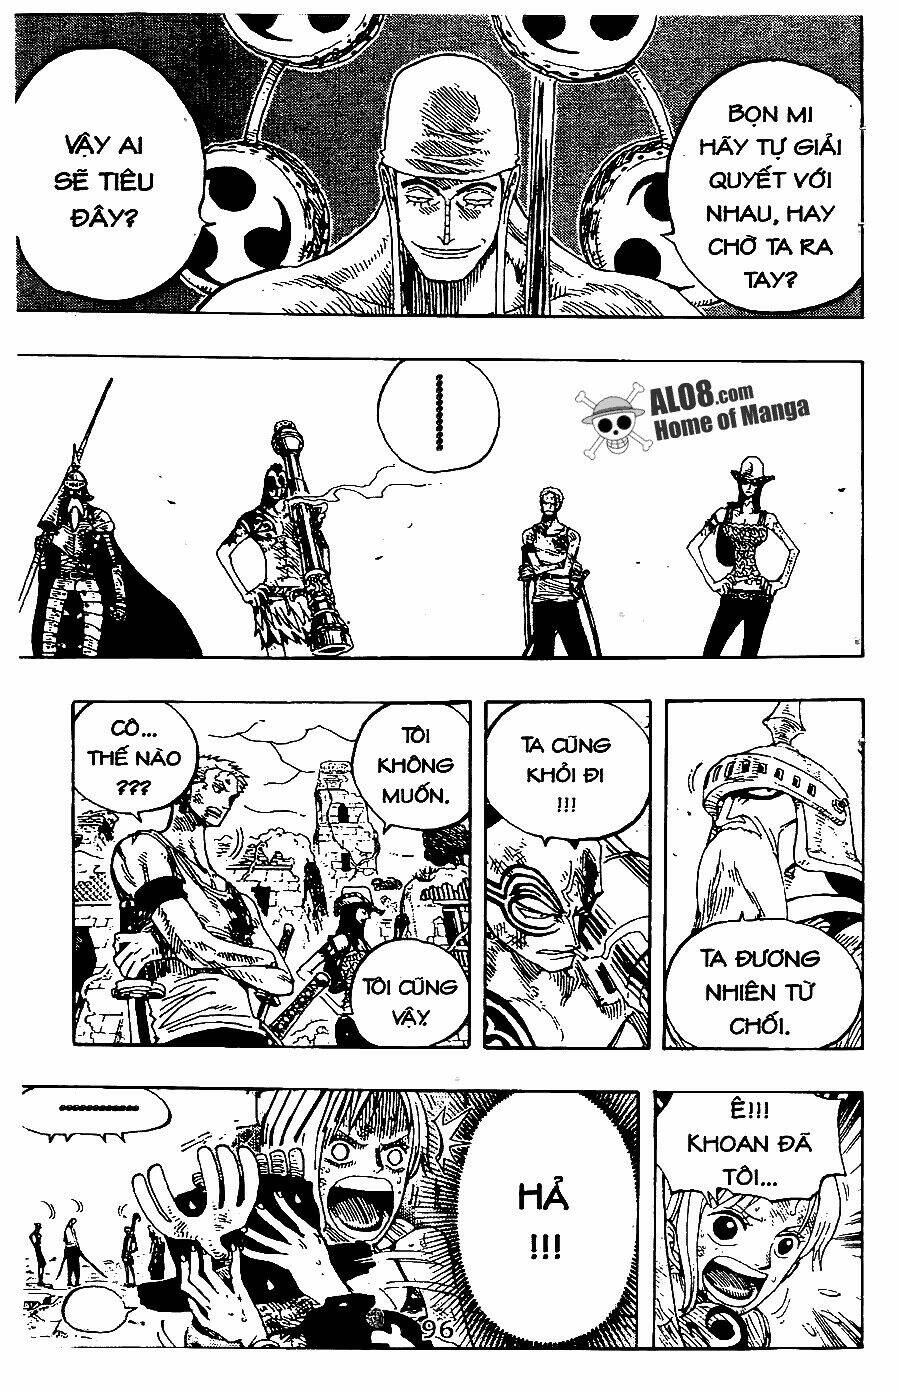 BỌN MI
HÃY TỰ GIẢI
QUYẾT VỚI
NHAU, HAY
CHỜ TA RA
TAY?
VẬY AI
SẼ TIÊU
ĐÂY?
ALO8.com
Home of Manga
TA ĐƯƠNG
NHIÊN TỪ
CHỐI.
TA CŨNG
KHỎI ĐI
!!!
TÔI
KHÔNG
MUỐN.
CÔ...
THẾ NÀO
???
TÔI CŨNG
VẬY.
Ê!!!
KHOAN ĐÃ
TÔI...
HẢ
!!!
96